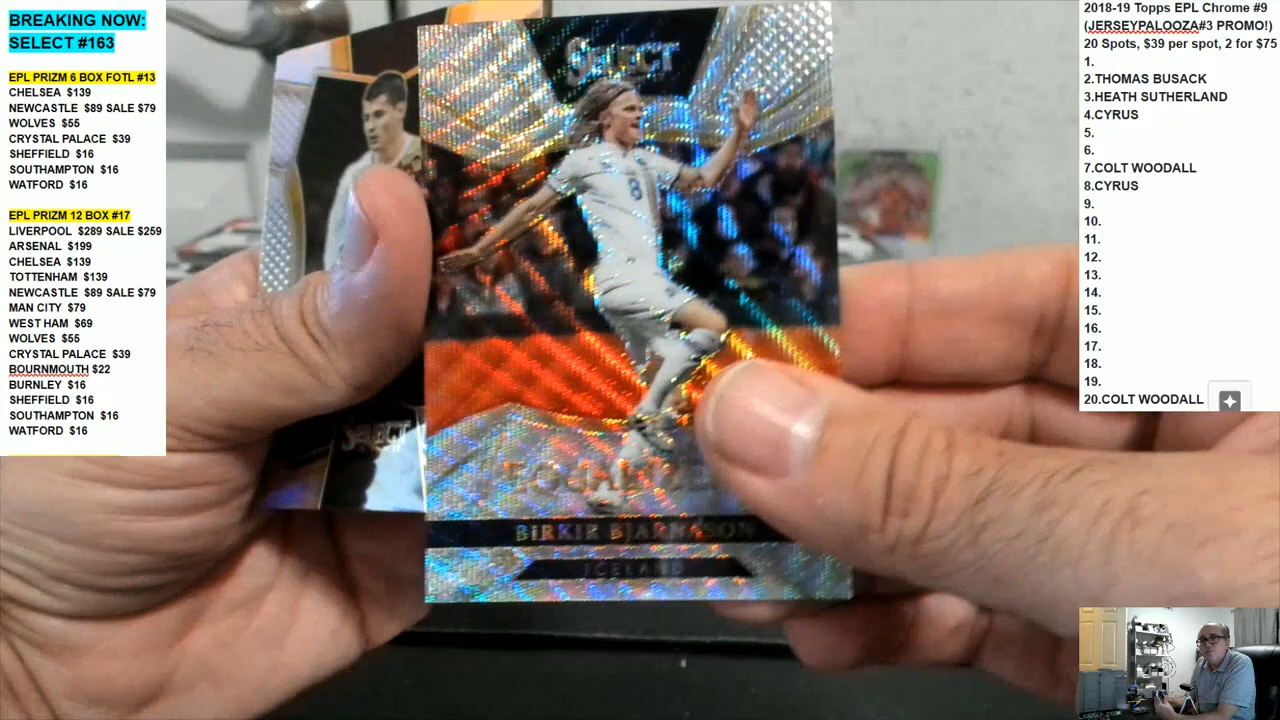 BREAKING NOW:
SELECT #163
EPL PRIZM 6 BOX FOTL #13
CHELSEA $139
NEWCASTLE $89 SALE $79
WOLVES $55
CRYSTAL PALACE $39
SHEFFIELD $16
SOUTHAMPTON $16
WATFORD $16
EPL PRIZM 12 BOX #17
LIVERPOOL $289 SALE $259
ARSENAL $199
CHELSEA $139
TOTTENHAM $139
NEWCASTLE $89 SALE $79
MAN CITY $79
WEST HAM $69
WOLVES $55
CRYSTAL PALACE $39
BOURNMOUTH $22
BURNLEY $16
SHEFFIELD $16
SOUTHAMPTON $16
WATFORD $16
SELECT
8
BIRKIR BJARNASON
ICELAND
SELECT
2018-19 Topps EPL Chrome #9
(JERSEYPALOOZA#3 PROMO!)
20 Spots, $39 per spot, 2 for $75
1.
2.THOMAS BUSACK
3.HEATH SUTHERLAND
4.CYRUS
5.
6.
7.COLT WOODALL
8.CYRUS
9.
10.
11.
12.
13.
14.
15.
16.
17.
18.
19.
20.COLT WOODALL